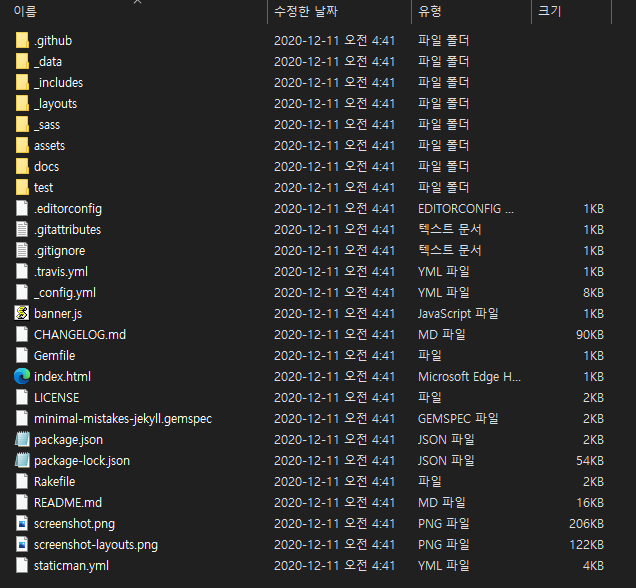 이름 수정한 날짜 유형 크기
.github 2020-12-11 오전 4:41 파일 폴더
_data 2020-12-11 오전 4:41 파일 폴더
_includes 2020-12-11 오전 4:41 파일 폴더
_layouts 2020-12-11 오전 4:41 파일 폴더
_sass 2020-12-11 오전 4:41 파일 폴더
assets 2020-12-11 오전 4:41 파일 폴더
docs 2020-12-11 오전 4:41 파일 폴더
test 2020-12-11 오전 4:41 파일 폴더
.editorconfig 2020-12-11 오전 4:41 EDITORCONFIG ... 1KB
.gitattributes 2020-12-11 오전 4:41 텍스트 문서 1KB
.gitignore 2020-12-11 오전 4:41 텍스트 문서 1KB
.travis.yml 2020-12-11 오전 4:41 YML 파일 1KB
_config.yml 2020-12-11 오전 4:41 YML 파일 8KB
banner.js 2020-12-11 오전 4:41 JavaScript 파일 1KB
CHANGELOG.md 2020-12-11 오전 4:41 MD 파일 90KB
Gemfile 2020-12-11 오전 4:41 파일 1KB
index.html 2020-12-11 오전 4:41 Microsoft Edge H... 1KB
LICENSE 2020-12-11 오전 4:41 파일 2KB
minimal-mistakes-jekyll.gemspec 2020-12-11 오전 4:41 GEMSPEC 파일 2KB
package.json 2020-12-11 오전 4:41 JSON 파일 2KB
package-lock.json 2020-12-11 오전 4:41 JSON 파일 54KB
Rakefile 2020-12-11 오전 4:41 파일 2KB
README.md 2020-12-11 오전 4:41 MD 파일 16KB
screenshot.png 2020-12-11 오전 4:41 PNG 파일 206KB
screenshot-layouts.png 2020-12-11 오전 4:41 PNG 파일 122KB
staticman.yml 2020-12-11 오전 4:41 YML 파일 4KB